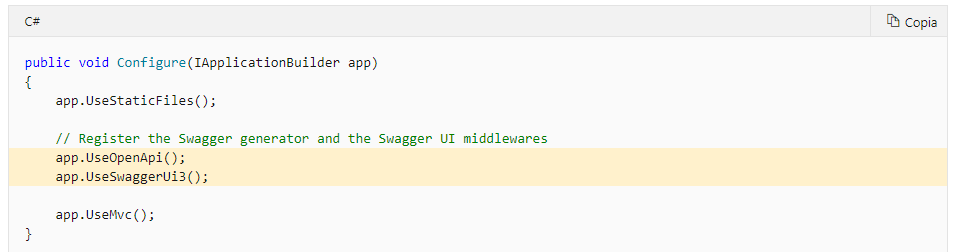 C#
Copia
public void Configure(IApplicationBuilder app)
{
    app.UseStaticFiles();
    // Register the Swagger generator and the Swagger UI middlewares
    app.UseOpenApi();
    app.UseSwaggerUi3();
    app.UseMvc();
}